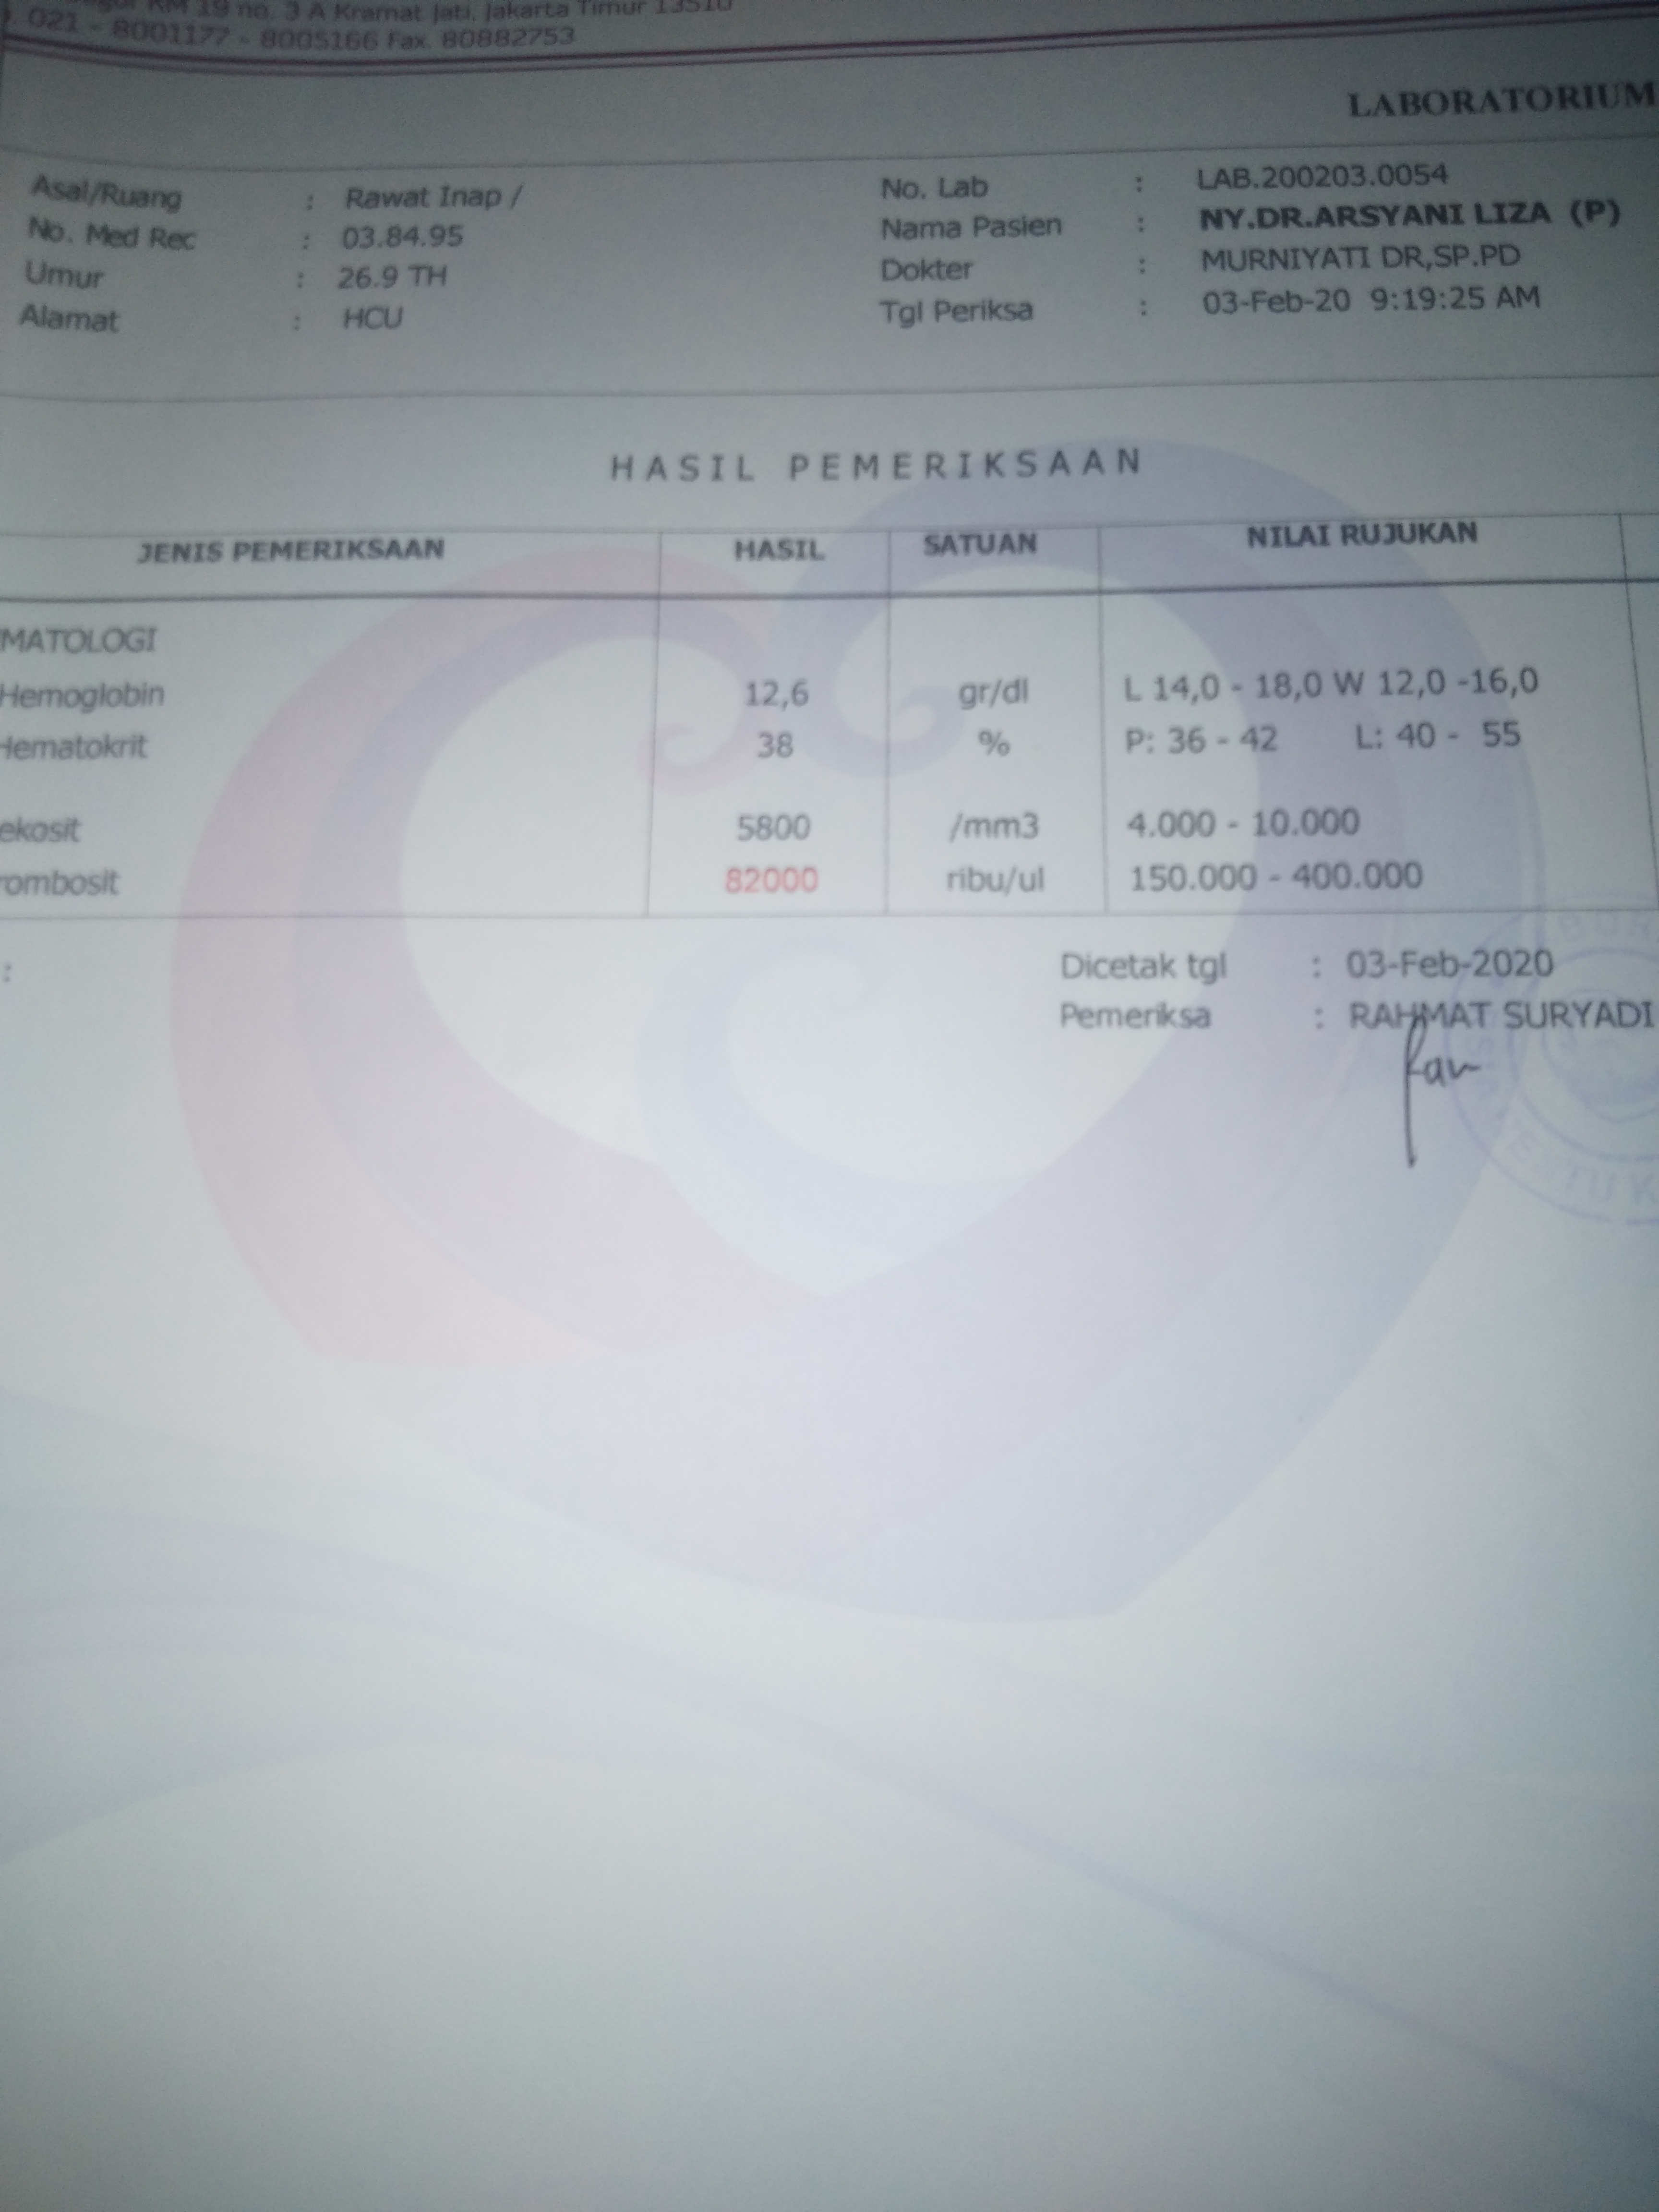 KM 19 no. 3 A Kramat Jati, Jakarta Timur 13510
021 - 8001177 - 8005166 Fax. 80882753
LABORATORIUM
Asal/Ruang : Rawat Inap / No. Lab : LAB.200203.0054
No. Med Rec : 03.84.95 Nama Pasien : NY.DR.ARSYANI LIZA (P)
Umur : 26.9 TH Dokter : MURNIYATI DR,SP.PD
Alamat : HCU Tgl Periksa : 03-Feb-20 9:19:25 AM
HASIL PEMERIKSAAN
JENIS PEMERIKSAAN HASIL SATUAN NILAI RUJUKAN
MATOLOGI
Hemoglobin 12,6 gr/dl L 14,0 - 18,0 W 12,0 -16,0
Hematokrit 38 % P: 36 - 42 L: 40 - 55
ekosit 5800 /mm3 4.000 - 10.000
rombosit 82000 ribu/ul 150.000 - 400.000
: Dicetak tgl : 03-Feb-2020
Pemeriksa : RAHMAT SURYADI